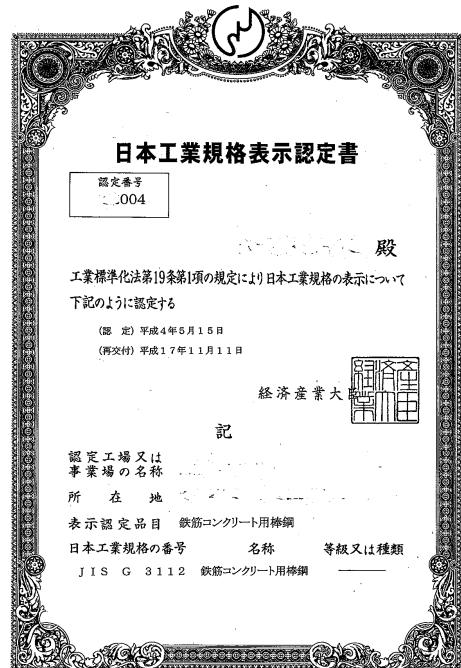 日本工業規格表示認定書
認定番号
004
殿
工業標準化法第19条第1項の規定により日本工業規格の表示について
下記のように認定する
(認 定) 平成4年5月15日
(再交付) 平成17年11月11日
経済産業大臣
記
認定工場又は
事業場の名称
所 在 地
表示認定品目 鉄筋コンクリート用棒鋼
日本工業規格の番号 名称 等級又は種類
JIS G 3112 鉄筋コンクリート用棒鋼 ――――